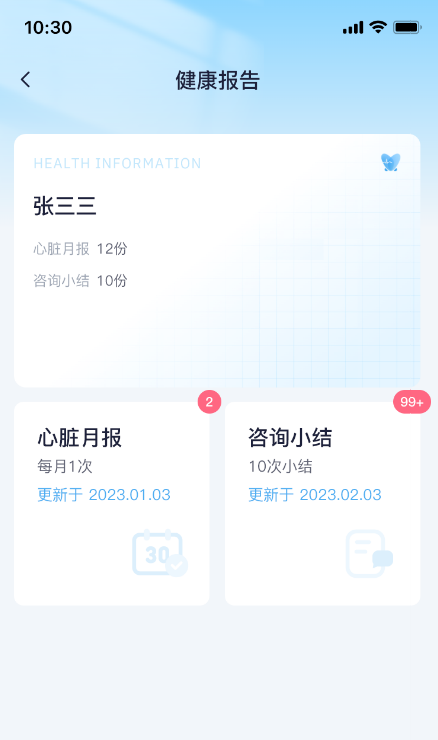 10:30
健康报告
HEALTH INFORMATION
张三三
心脏月报 12份
咨询小结 10份
2
99+
心脏月报
每月1次
更新于 2023.01.03
30
咨询小结
10次小结
更新于 2023.02.03